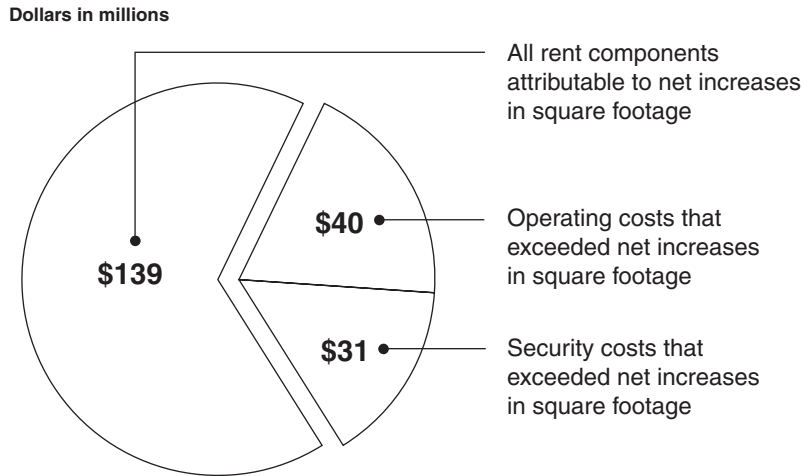 Dollars in millions
All rent components
attributable to net increases
in square footage
$40
Operating costs that
exceeded net increases
in square footage
$139
$31
Security costs that
exceeded net increases
in square footage